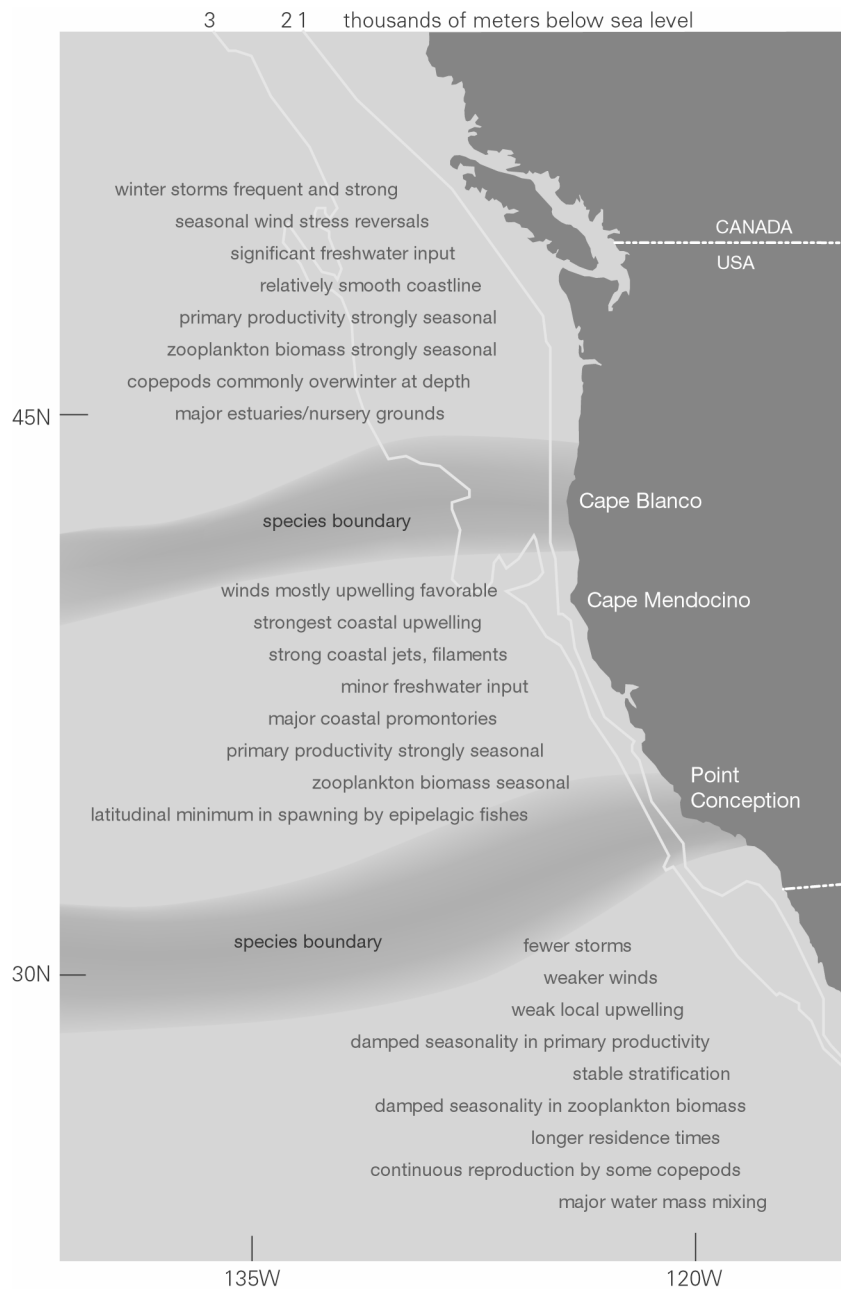 3 2 1 thousands of meters below sea level
winter storms frequent and strong
seasonal wind stress reversals
CANADA
significant freshwater input
USA
relatively smooth coastline
primary productivity strongly seasonal
zooplankton biomass strongly seasonal
copepods commonly overwinter at depth
major estuaries/nursery grounds
45N
Cape Blanco
species boundary
winds mostly upwelling favorable
Cape Mendocino
strongest coastal upwelling
strong coastal jets, filaments
minor freshwater input
major coastal promontories
primary productivity strongly seasonal
Point
Conception
zooplankton biomass seasonal
latitudinal minimum in spawning by epipelagic fishes
species boundary
fewer storms
30N
weaker winds
weak local upwelling
damped seasonality in primary productivity
stable stratification
damped seasonality in zooplankton biomass
longer residence times
continuous reproduction by some copepods
major water mass mixing
135W
120W